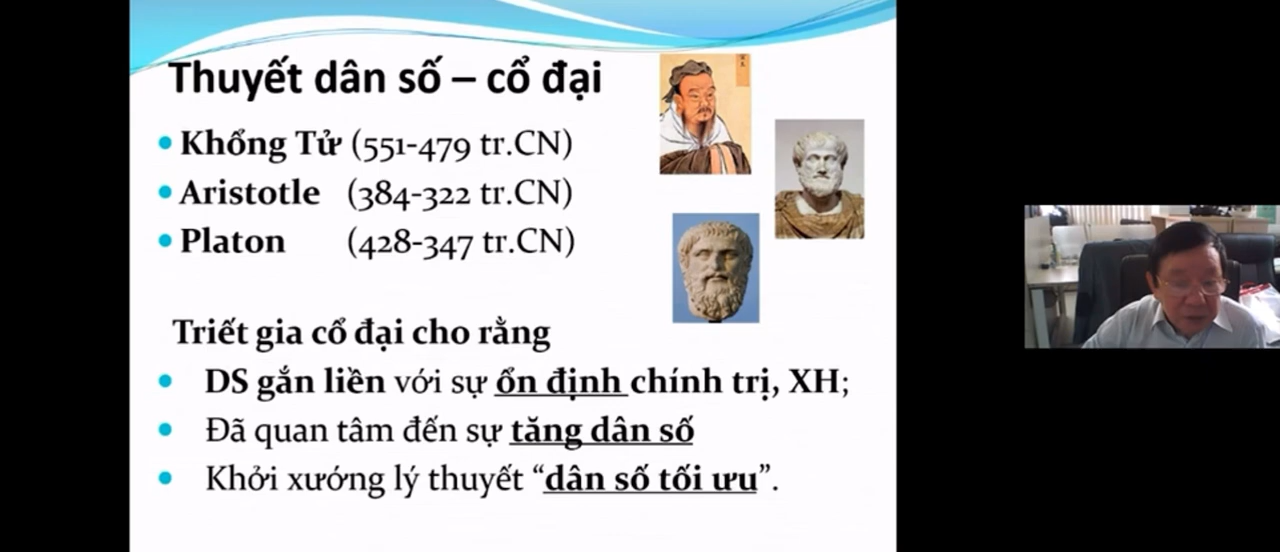 Thuyết dân số – cổ đại
Khổng Tử (551-479 tr.CN)
Aristotle (384-322 tr.CN)
Platon (428-347 tr.CN)
Triết gia cổ đại cho rằng
DS gắn liền với sự ổn định chính trị, XH;
Đã quan tâm đến sự tăng dân số
Khởi xướng lý thuyết “dân số tối ưu”.